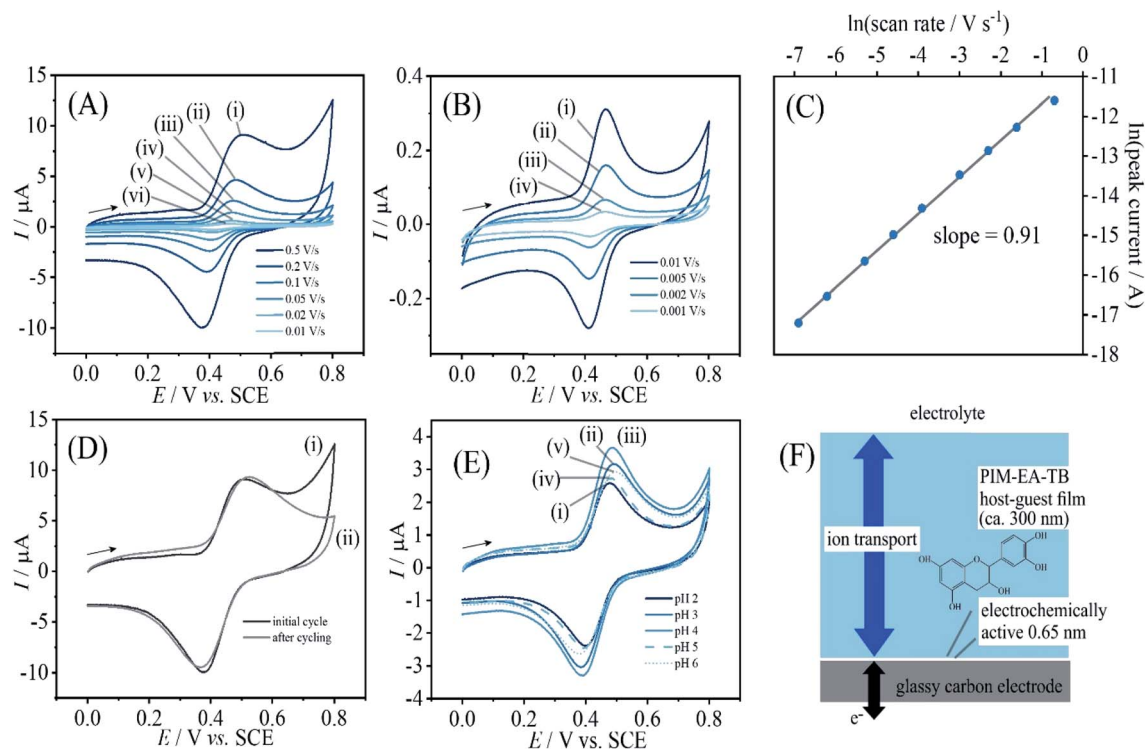 (A)
15
10
5
0
-5
-10
I / µA
(i)
(ii)
(iii)
(iv)
(v)
(vi)
0.5 V/s
0.2 V/s
0.1 V/s
0.05 V/s
0.02 V/s
0.01 V/s
0.0 0.2 0.4 0.6 0.8
E / V vs. SCE
(B)
0.4
0.2
0.0
-0.2
I / µA
(i)
(ii)
(iii)
(iv)
0.01 V/s
0.005 V/s
0.002 V/s
0.001 V/s
0.0 0.2 0.4 0.6 0.8
E / V vs. SCE
ln(scan rate / V s⁻¹)
-7 -6 -5 -4 -3 -2 -1 0
(C)
slope = 0.91
-11
-12
-13
-14
-15
-16
-17
-18
ln(peak current / A)
(D)
15
10
5
0
-5
-10
I / µA
(i)
(ii)
initial cycle
after cycling
0.0 0.2 0.4 0.6 0.8
E / V vs. SCE
(E)
4
3
2
1
0
-1
-2
-3
-4
I / µA
(ii) (iii)
(v)
(iv)
(i)
pH 2
pH 3
pH 4
pH 5
pH 6
0.0 0.2 0.4 0.6 0.8
E / V vs. SCE
electrolyte
(F)
PIM-EA-TB
host-guest film
(ca. 300 nm)
ion transport
OH
OH
HO
O
OH
OH
electrochemically
active 0.65 nm
glassy carbon electrode
e⁻